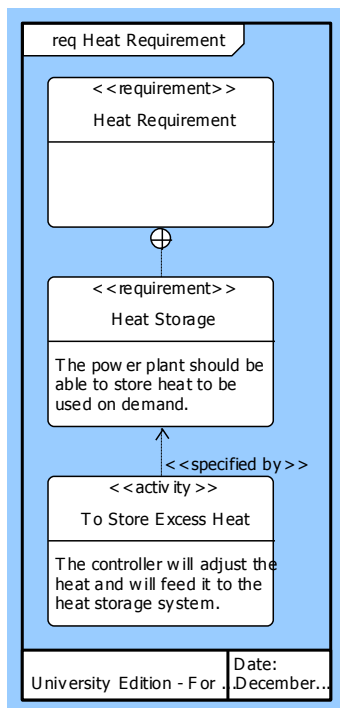 req Heat Requirement
<<requirement>>
Heat Requirement
<<requirement>>
Heat Storage
The power plant should be
able to store heat to be
used on demand.
<<specified by>>
<<activity>>
To Store Excess Heat
The controller will adjust the
heat and will feed it to the
heat storage system.
University Edition - For ...
Date:
December...